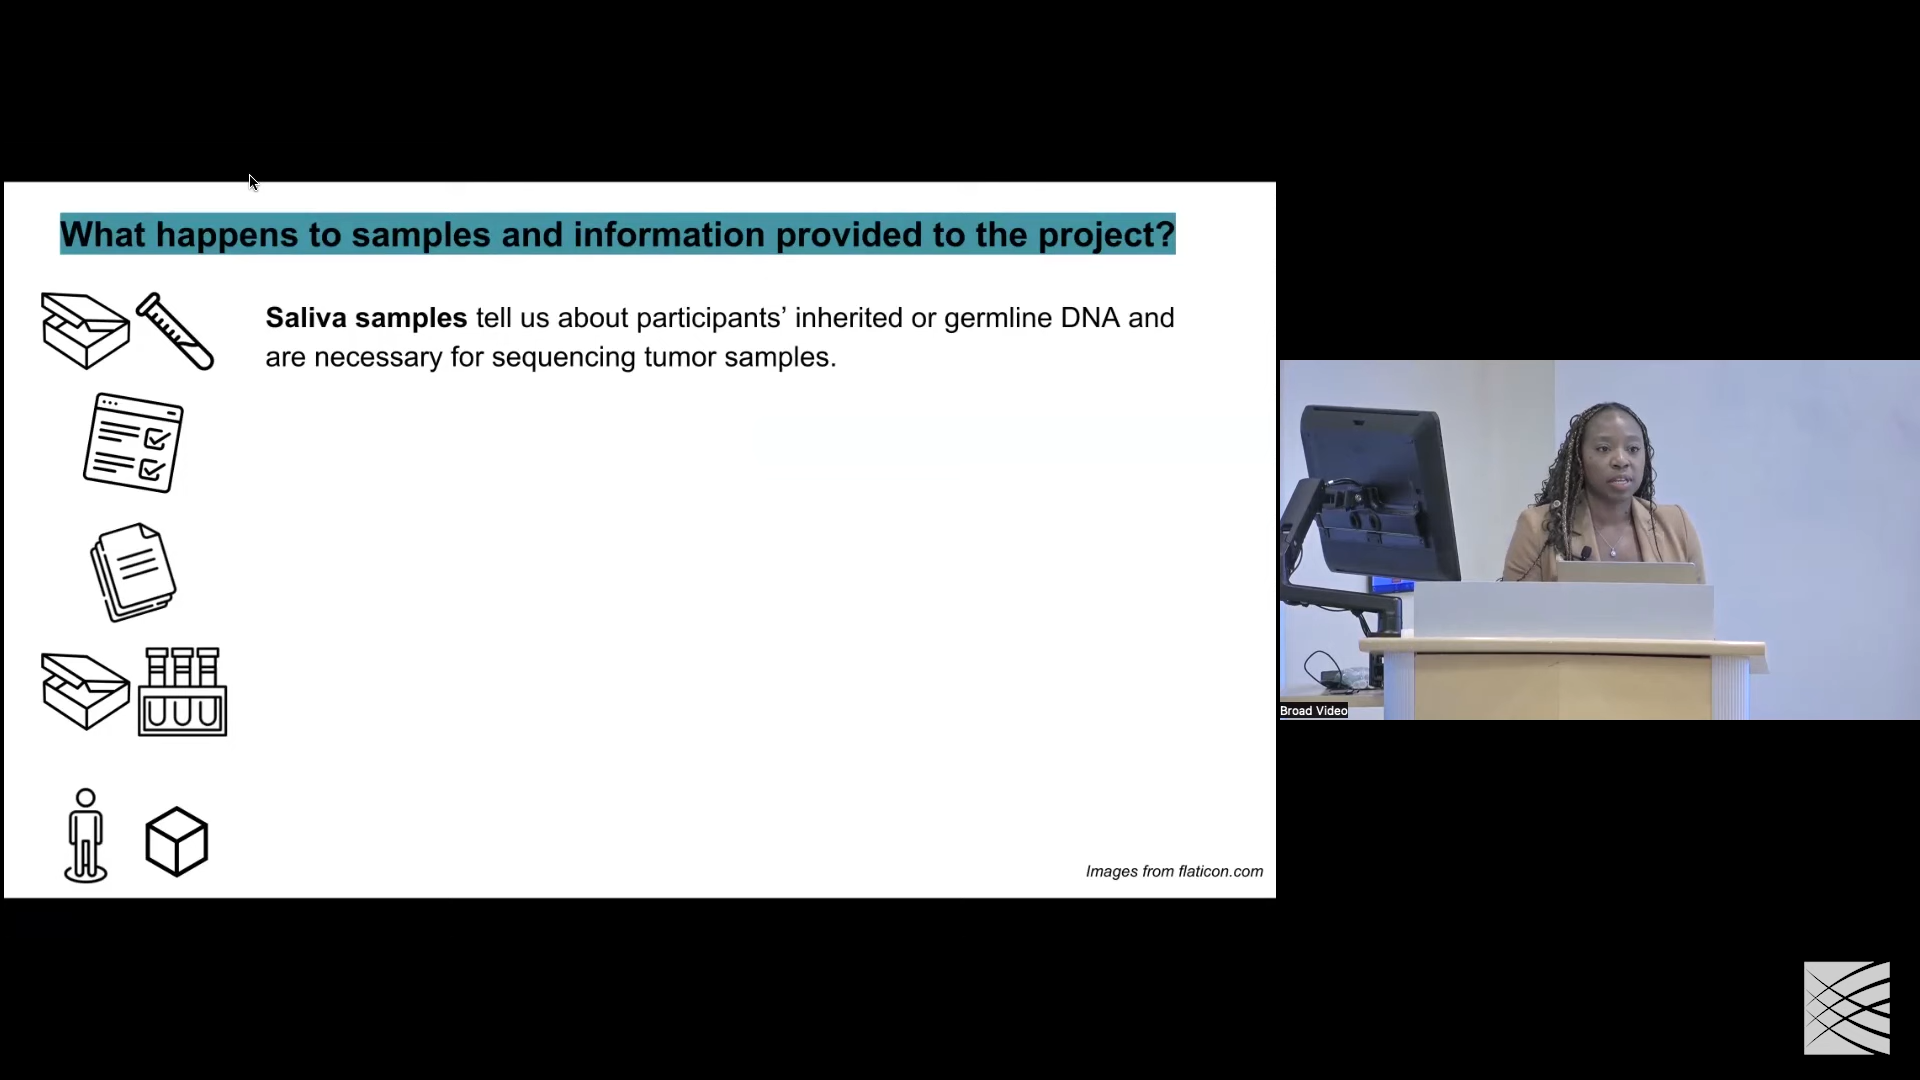 What happens to samples and information provided to the project?
Saliva samples tell us about participants’ inherited or germline DNA and
are necessary for sequencing tumor samples.
Images from flaticon.com
Broad Video